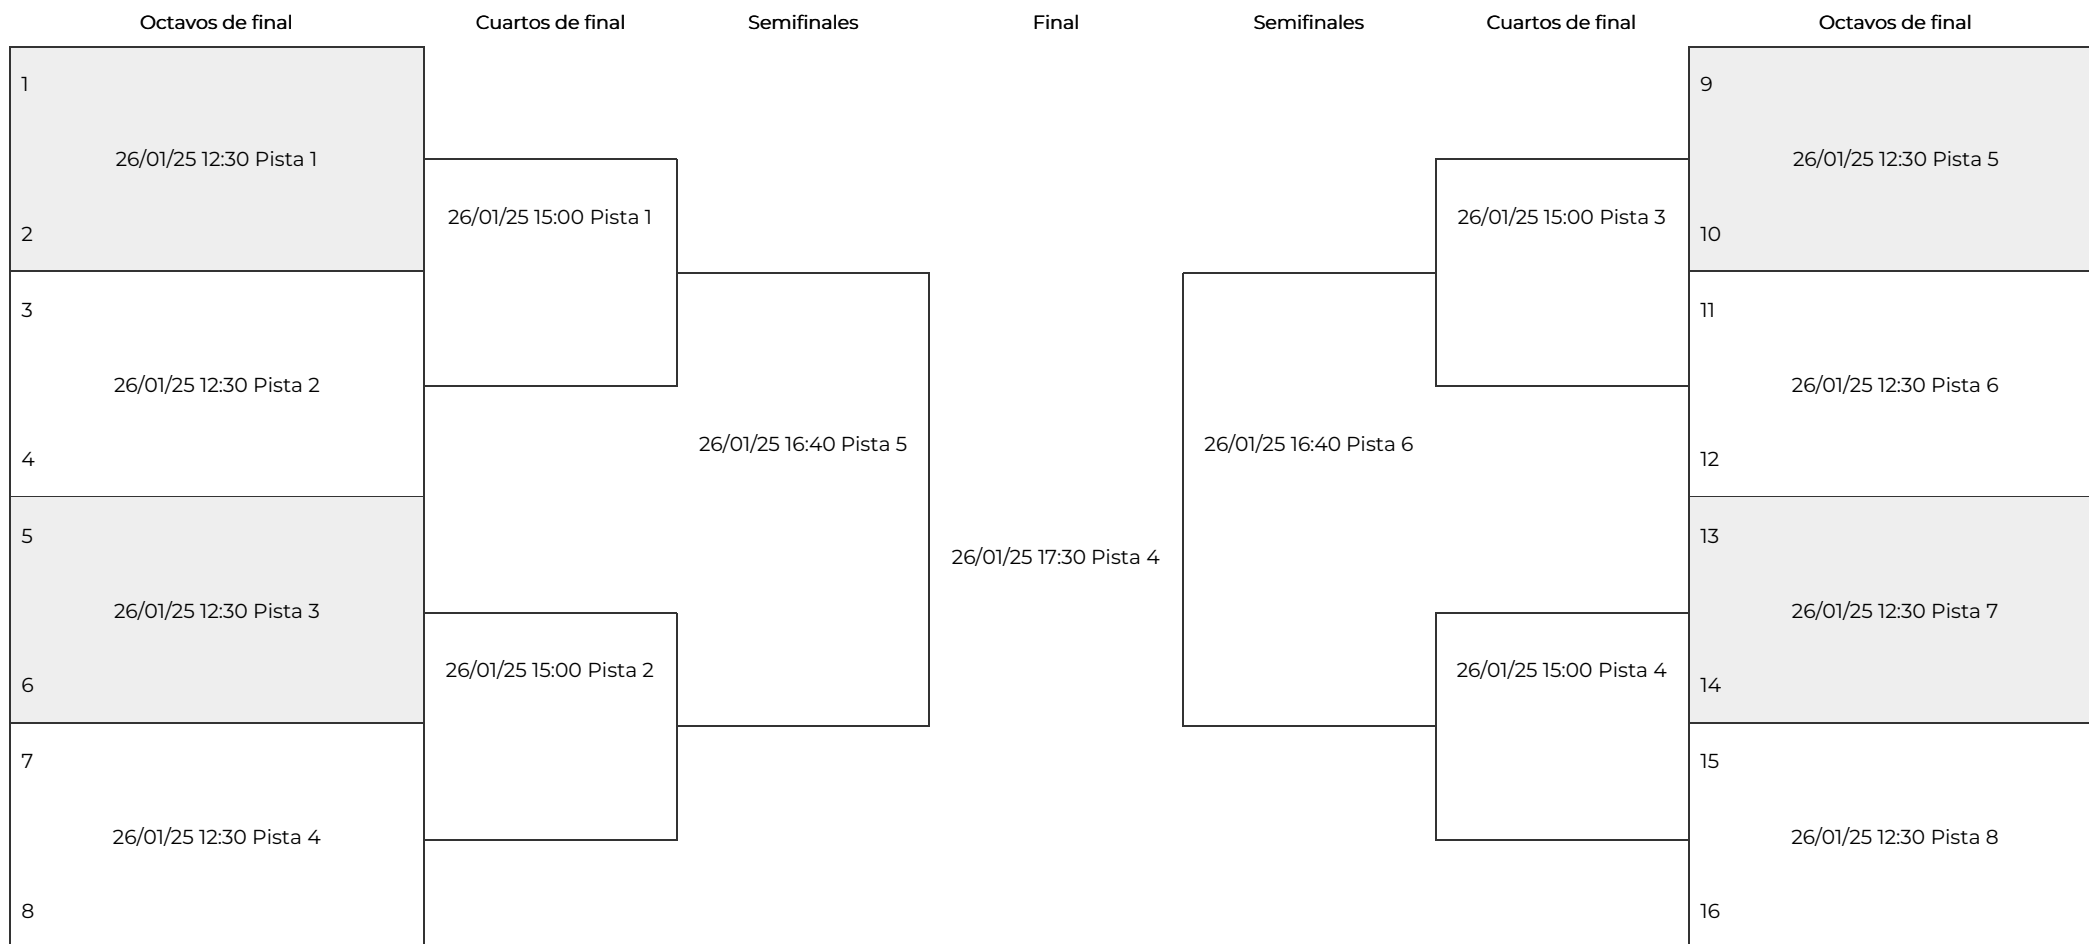 Octavos de final
Cuartos de final
Semifinales
Final
Semifinales
Cuartos de final
Octavos de final
1
26/01/25 12:30 Pista 1
2
3
26/01/25 12:30 Pista 2
4
5
26/01/25 12:30 Pista 3
6
7
26/01/25 12:30 Pista 4
8
26/01/25 15:00 Pista 1
26/01/25 15:00 Pista 2
26/01/25 16:40 Pista 5
26/01/25 17:30 Pista 4
26/01/25 16:40 Pista 6
26/01/25 15:00 Pista 3
26/01/25 15:00 Pista 4
9
26/01/25 12:30 Pista 5
10
11
26/01/25 12:30 Pista 6
12
13
26/01/25 12:30 Pista 7
14
15
26/01/25 12:30 Pista 8
16